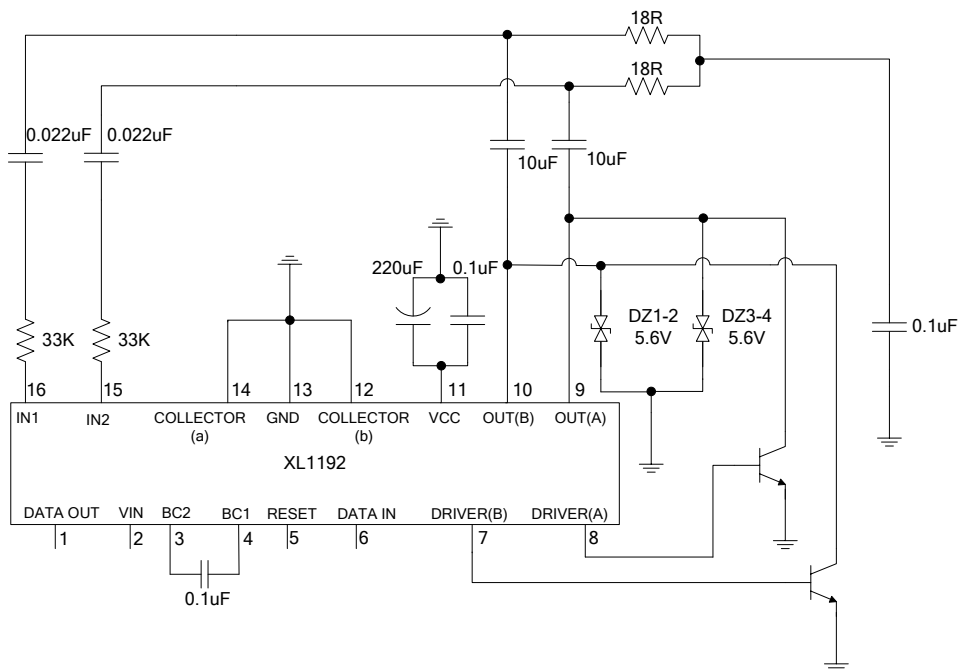 18R
18R
0.022uF 0.022uF
10uF 10uF
220uF 0.1uF
DZ1-2 DZ3-4
5.6V 5.6V
0.1uF
33K 33K
16 15 14 13 12 11 10 9
IN1 IN2 COLLECTOR GND COLLECTOR VCC OUT(B) OUT(A)
(a) (b)
XL1192
DATA OUT VIN BC2 BC1 RESET DATA IN DRIVER(B) DRIVER(A)
1 2 3 4 5 6 7 8
0.1uF